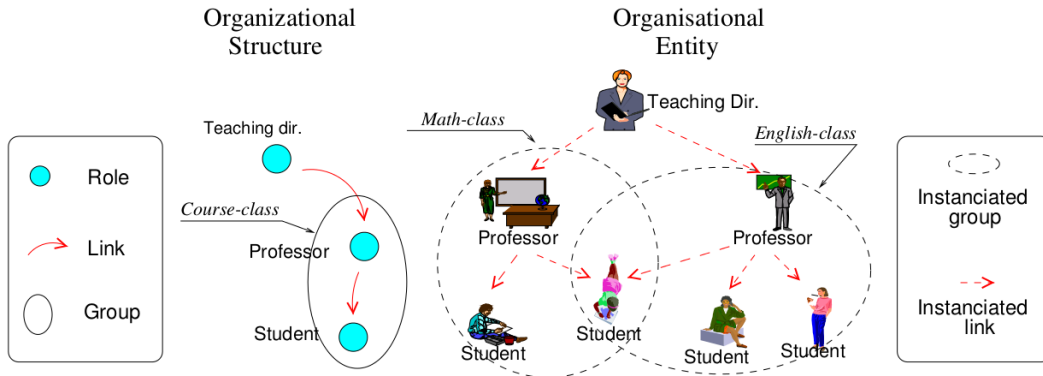 Organizational
Structure
Organisational
Entity
Teaching Dir.
Math-class
English-class
Teaching dir.
Role
Link
Group
Course-class
Professor
Student
Professor
Professor
Student
Student
Student
Student
Instanciated
group
Instanciated
link